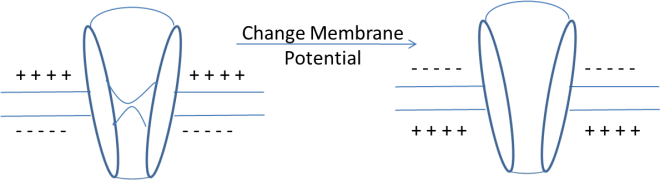 Change Membrane
Potential
+ + + + + + + +
- - - - - - - - - -
- - - - - - - - - -
+ + + + + + + +